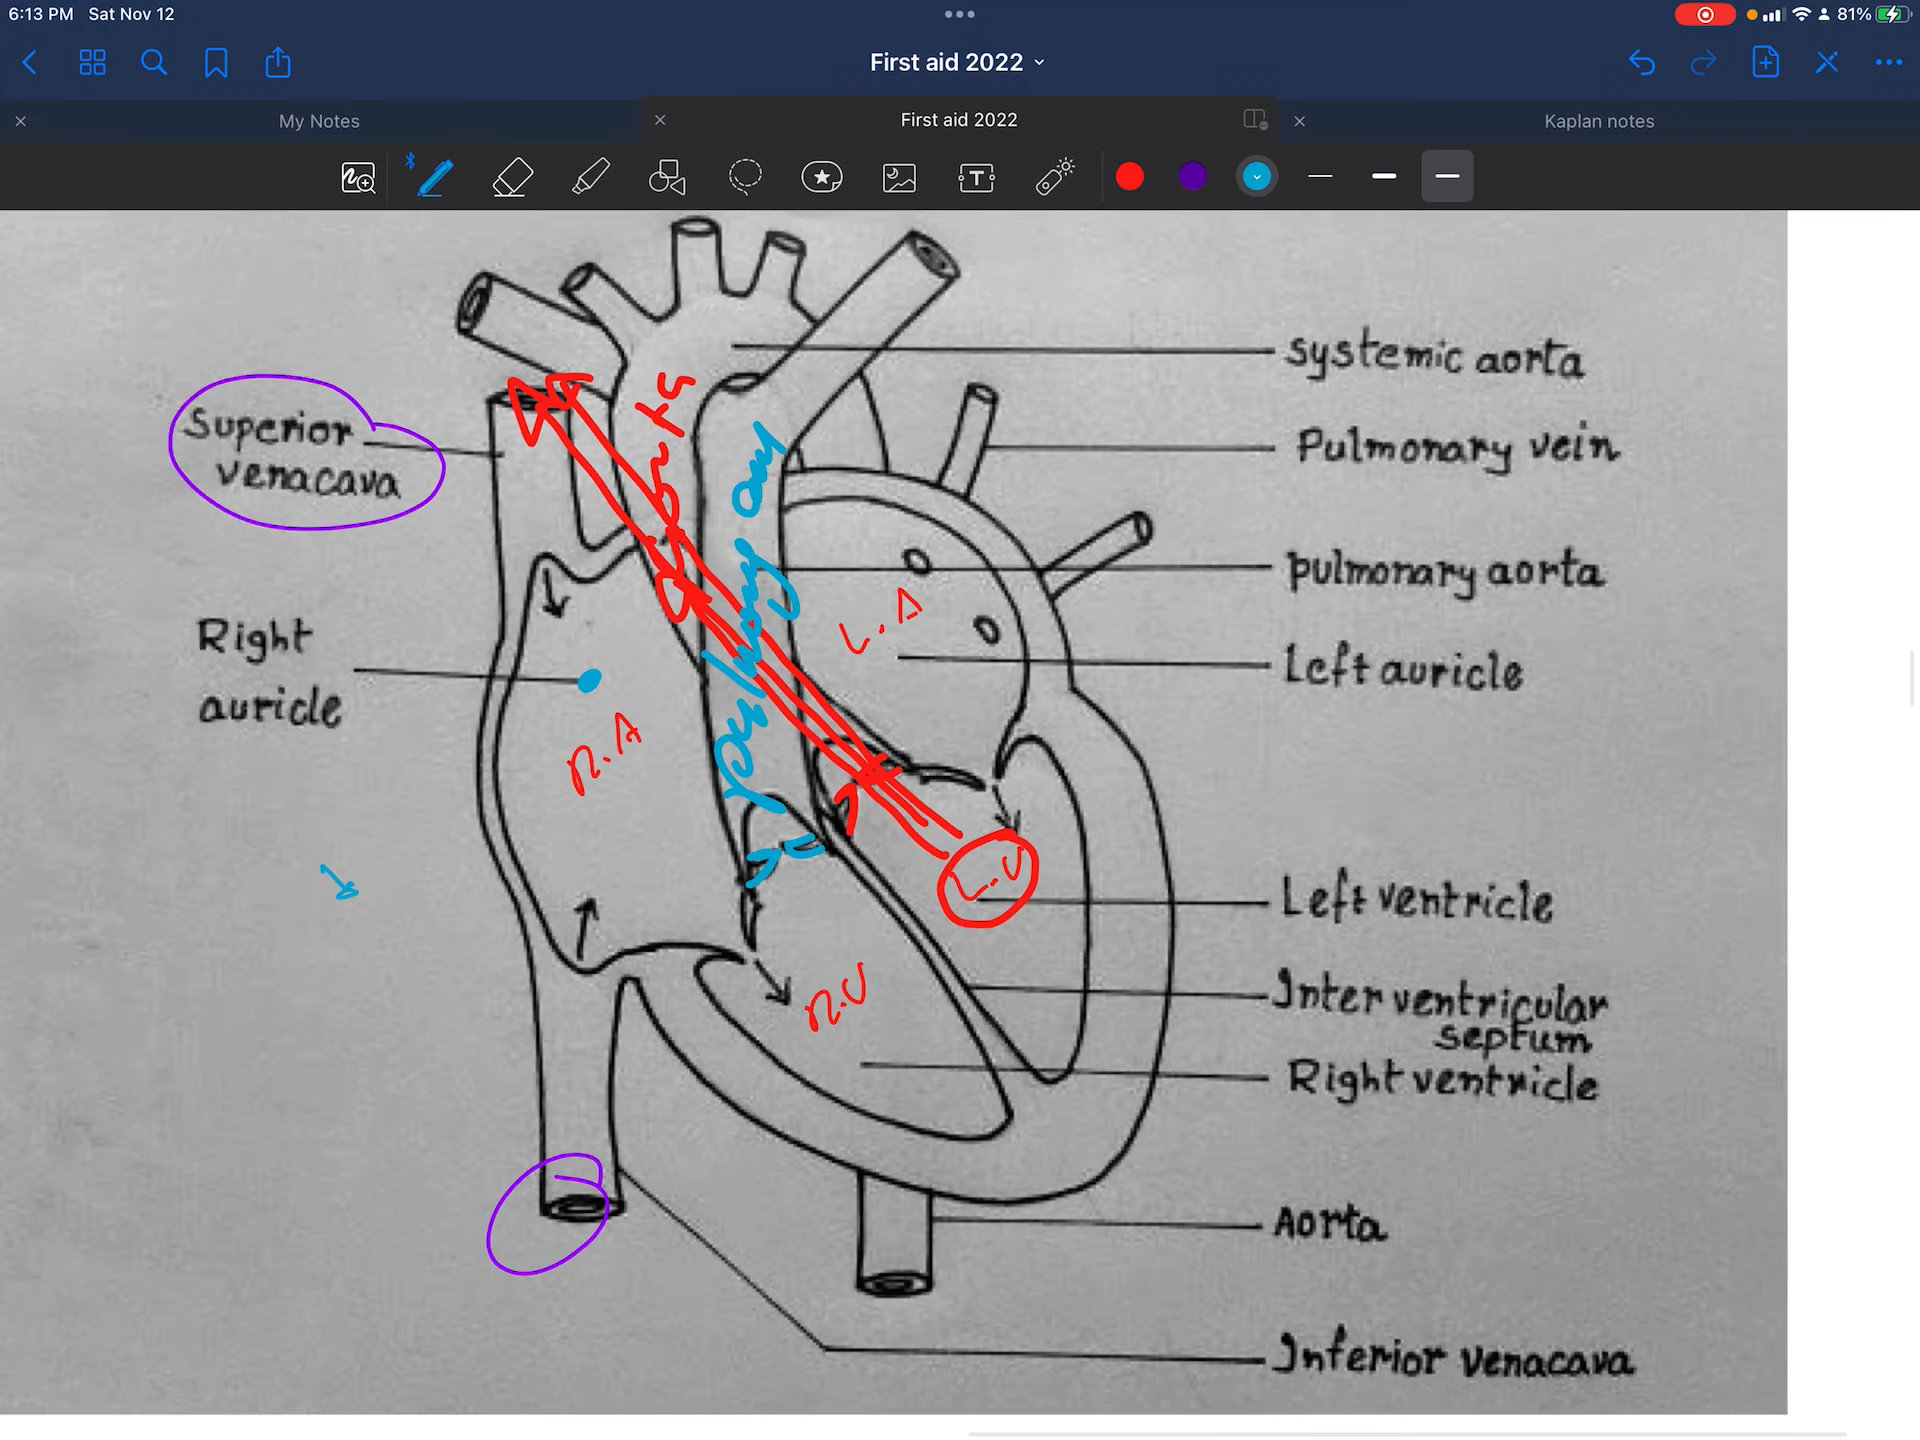 6:13 PM Sat Nov 12
81%
First aid 2022
My Notes
First aid 2022
Kaplan notes
systemic aorta
Superior
venacava
Pulmonary vein
Aorta
pulmonary aorta
L.A
Right
auricle
Left auricle
R.A
L.V
Left ventricle
R.V
Inter ventricular
septum
Right ventricle
Aorta
Inferior venacava